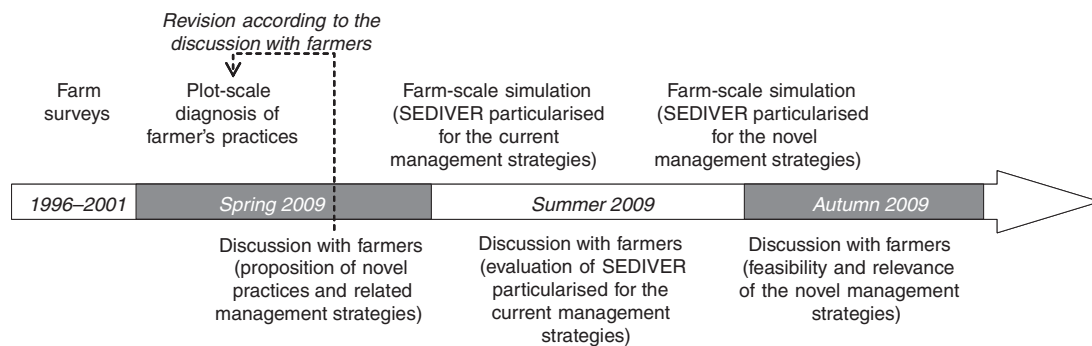 Revision according to the
discussion with farmers
Farm
surveys
Plot-scale
diagnosis of
farmer's practices
Farm-scale simulation
(SEDIVER particularised
for the current
management strategies)
Farm-scale simulation
(SEDIVER particularised
for the novel
management strategies)
1996–2001
Spring 2009
Summer 2009
Autumn 2009
Discussion with farmers
(proposition of novel
practices and related
management strategies)
Discussion with farmers
(evaluation of SEDIVER
particularised for the
current management
strategies)
Discussion with farmers
(feasibility and relevance
of the novel management
strategies)